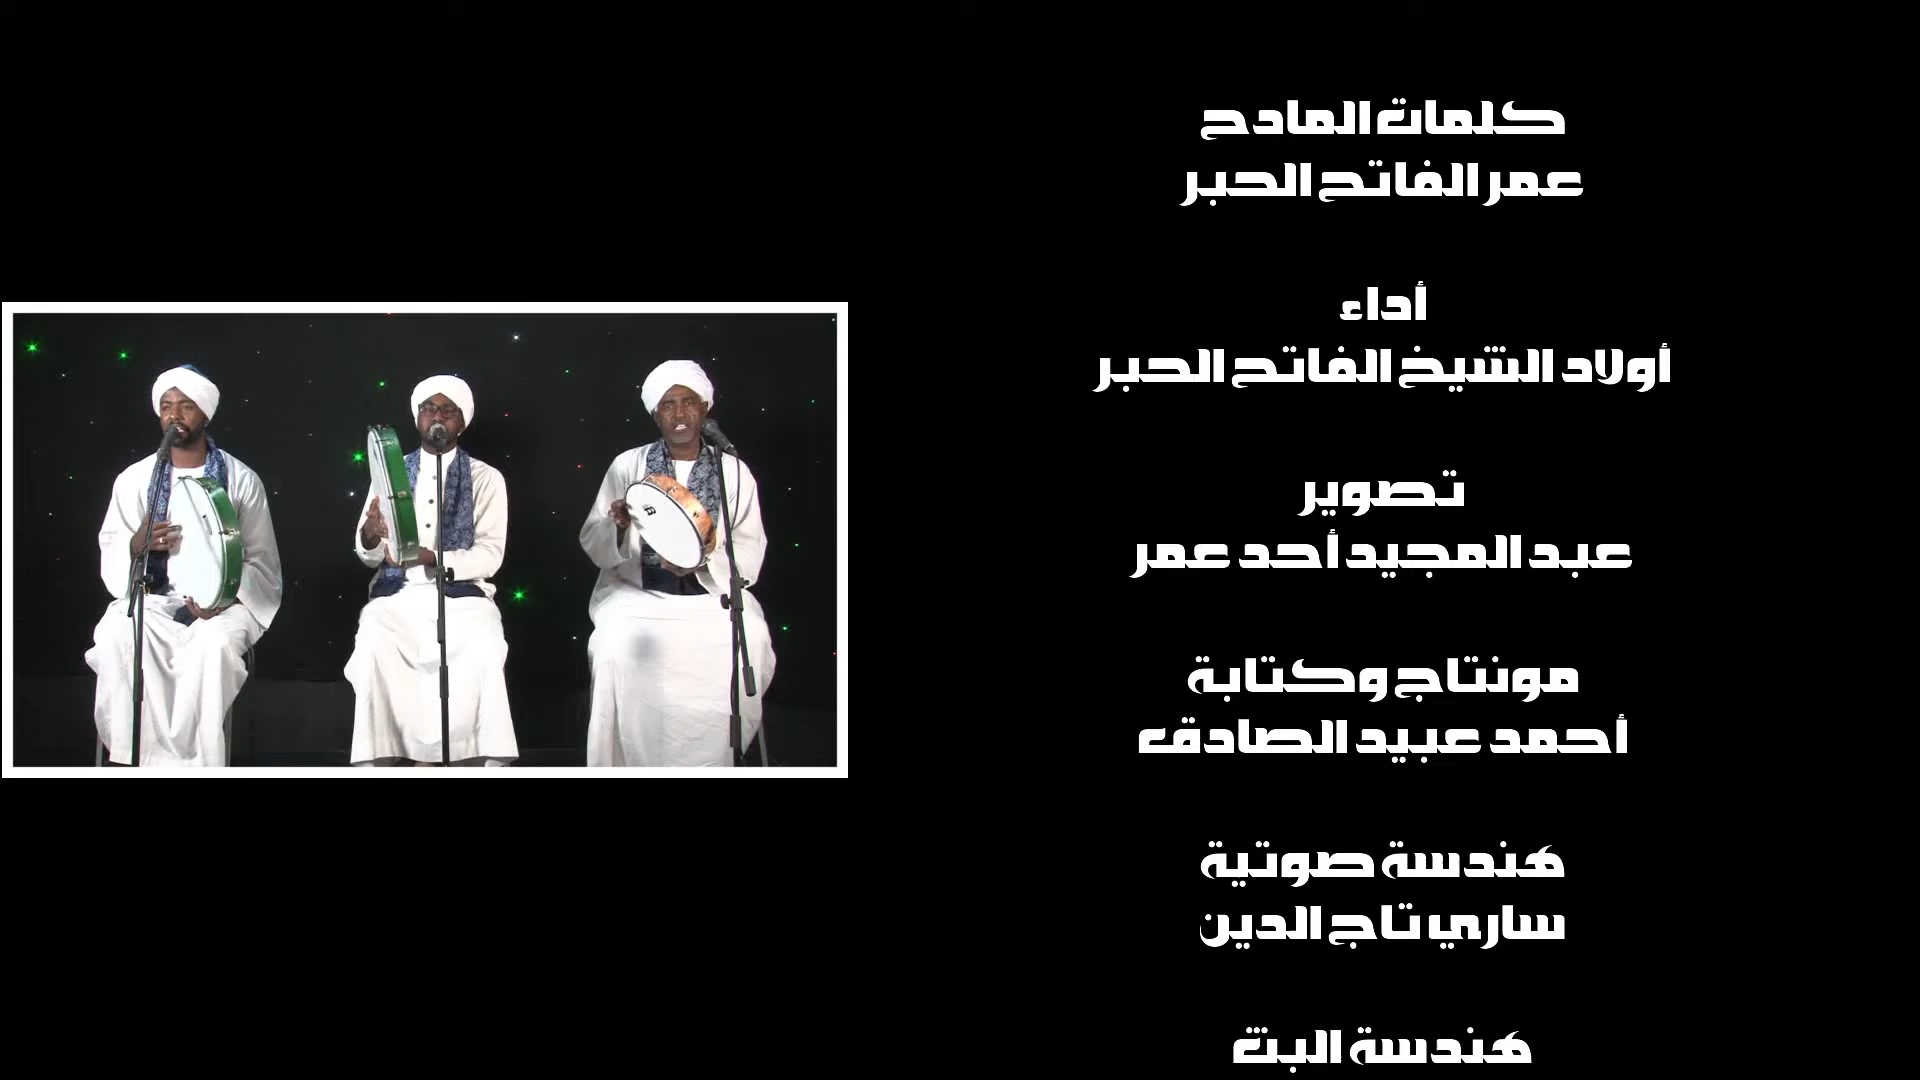 كلمات المادح
عمر الفاتح الحبر
أداء
أولاد الشيخ الفاتح الحبر
تصوير
عبد المجيد أحد عمر
مونتاج وكتابة
أحمد عبيد الصادق
هندسة صوتية
ساري تاج الدين
هندسة البث